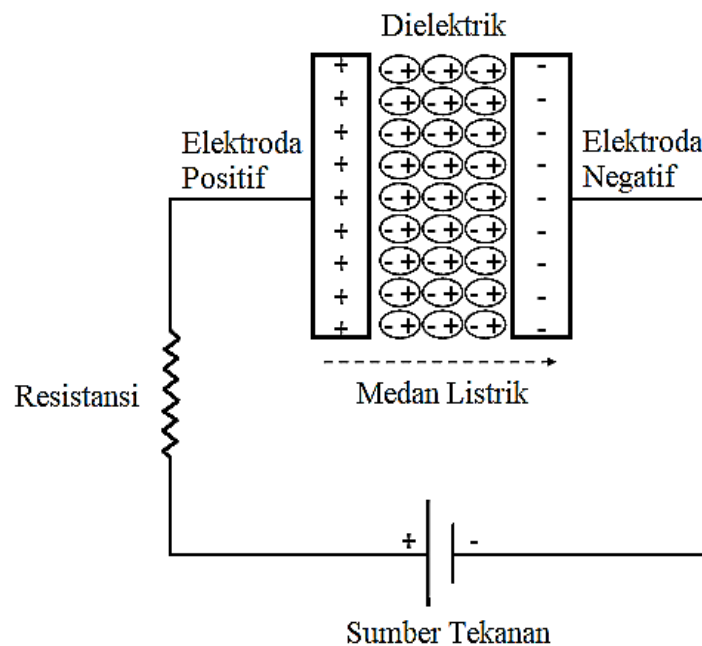 Dielektrik
Elektroda
Positif
Elektroda
Negatif
+ + + + + + + + +
- + - + - +
- + - + - +
- + - + - +
- + - + - +
- + - + - +
- + - + - +
- + - + - +
- + - + - +
- + - + - +
- - - - - - - - -
Medan Listrik
Resistansi
+ -
Sumber Tekanan